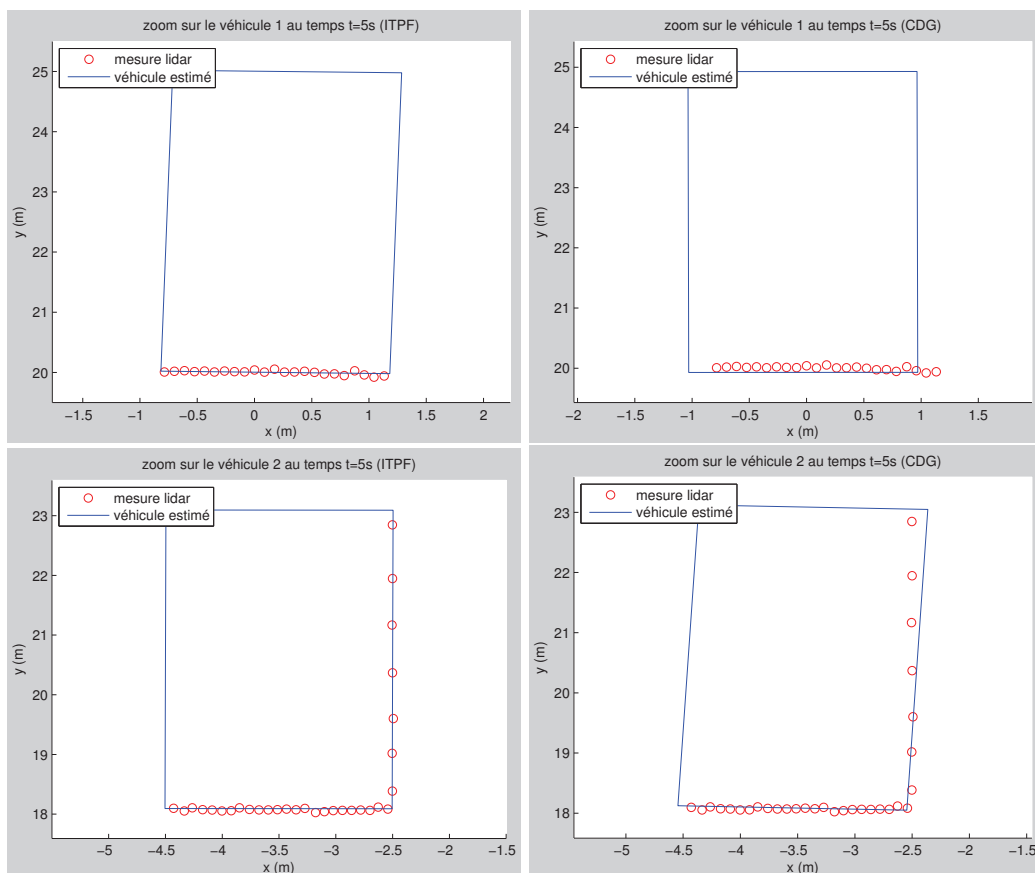 zoom sur le véhicule 1 au temps t=5s (ITPF)
mesure lidar
véhicule estimé
25
24
23
22
21
20
y (m)
−1.5 −1 −0.5 0 0.5 1 1.5 2
x (m)
zoom sur le véhicule 1 au temps t=5s (CDG)
mesure lidar
véhicule estimé
25
24
23
22
21
20
y (m)
−2 −1.5 −1 −0.5 0 0.5 1 1.5
x (m)
zoom sur le véhicule 2 au temps t=5s (ITPF)
mesure lidar
véhicule estimé
23
22
21
20
19
18
y (m)
−5 −4.5 −4 −3.5 −3 −2.5 −2 −1.5
x (m)
zoom sur le véhicule 2 au temps t=5s (CDG)
mesure lidar
véhicule estimé
23
22
21
20
19
18
y (m)
−5 −4.5 −4 −3.5 −3 −2.5 −2 −1.5
x (m)